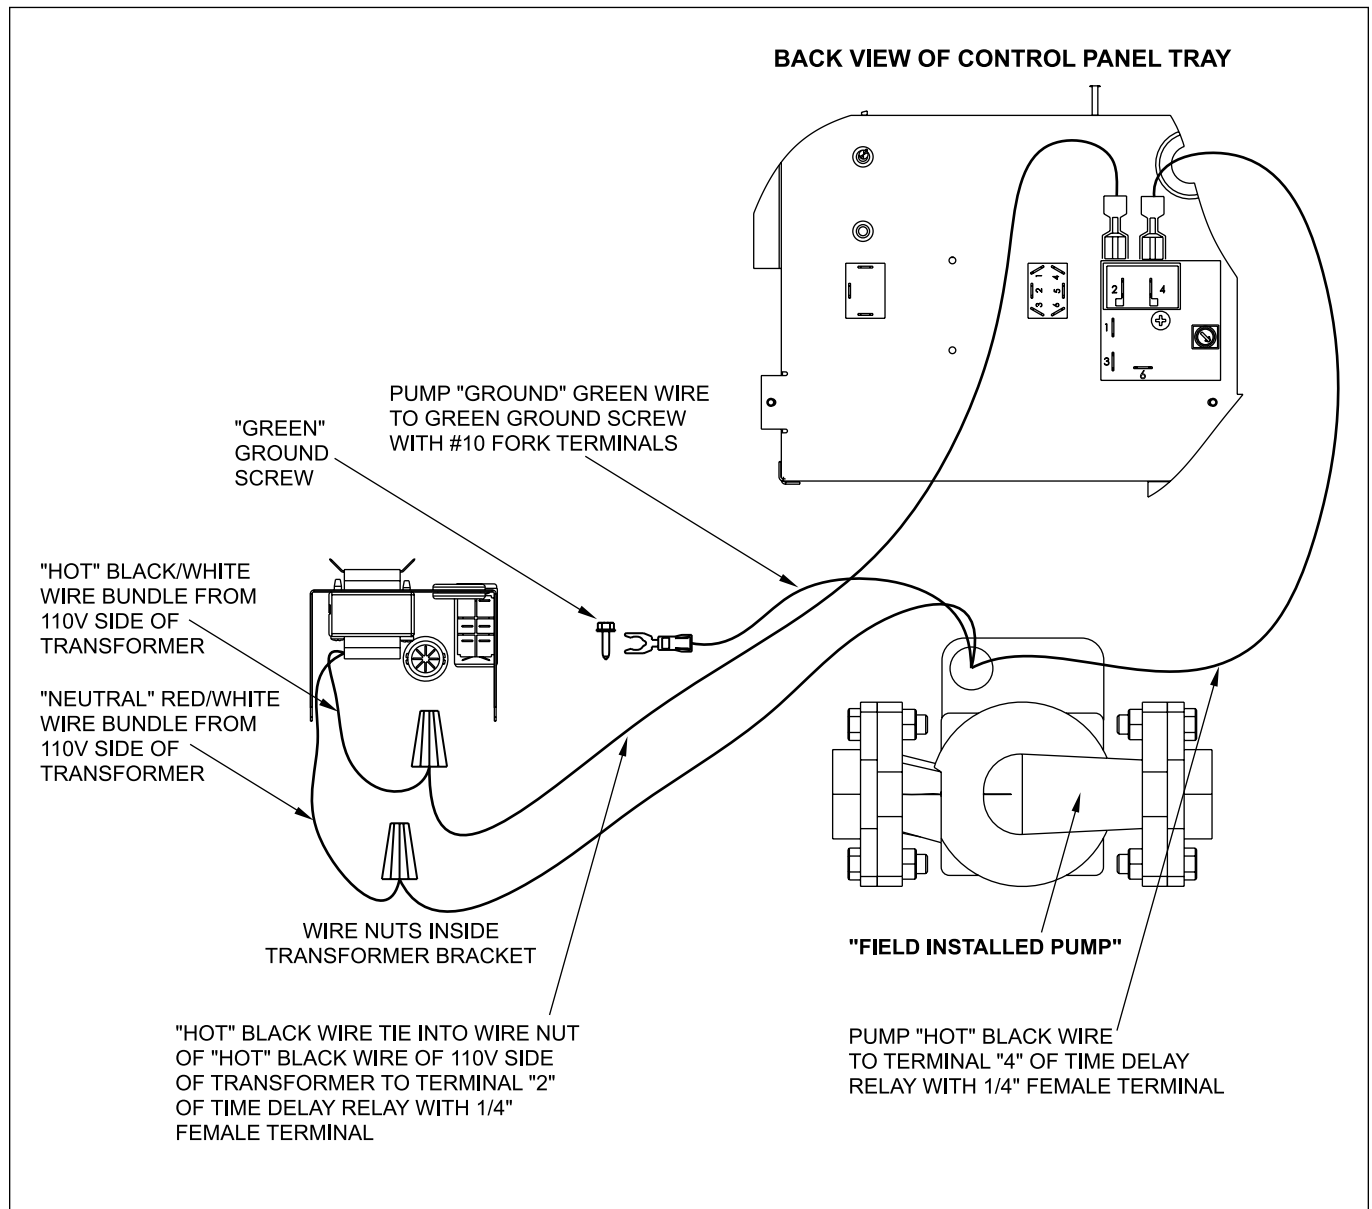 BACK VIEW OF CONTROL PANEL TRAY
1
2
3
4
5
6
2
4
1
3
6
PUMP "GROUND" GREEN WIRE
TO GREEN GROUND SCREW
WITH #10 FORK TERMINALS
"GREEN"
GROUND
SCREW
"HOT" BLACK/WHITE
WIRE BUNDLE FROM
110V SIDE OF
TRANSFORMER
"NEUTRAL" RED/WHITE
WIRE BUNDLE FROM
110V SIDE OF
TRANSFORMER
WIRE NUTS INSIDE
TRANSFORMER BRACKET
"FIELD INSTALLED PUMP"
"HOT" BLACK WIRE TIE INTO WIRE NUT
OF "HOT" BLACK WIRE OF 110V SIDE
OF TRANSFORMER TO TERMINAL "2"
OF TIME DELAY RELAY WITH 1/4"
FEMALE TERMINAL
PUMP "HOT" BLACK WIRE
TO TERMINAL "4" OF TIME DELAY
RELAY WITH 1/4" FEMALE TERMINAL